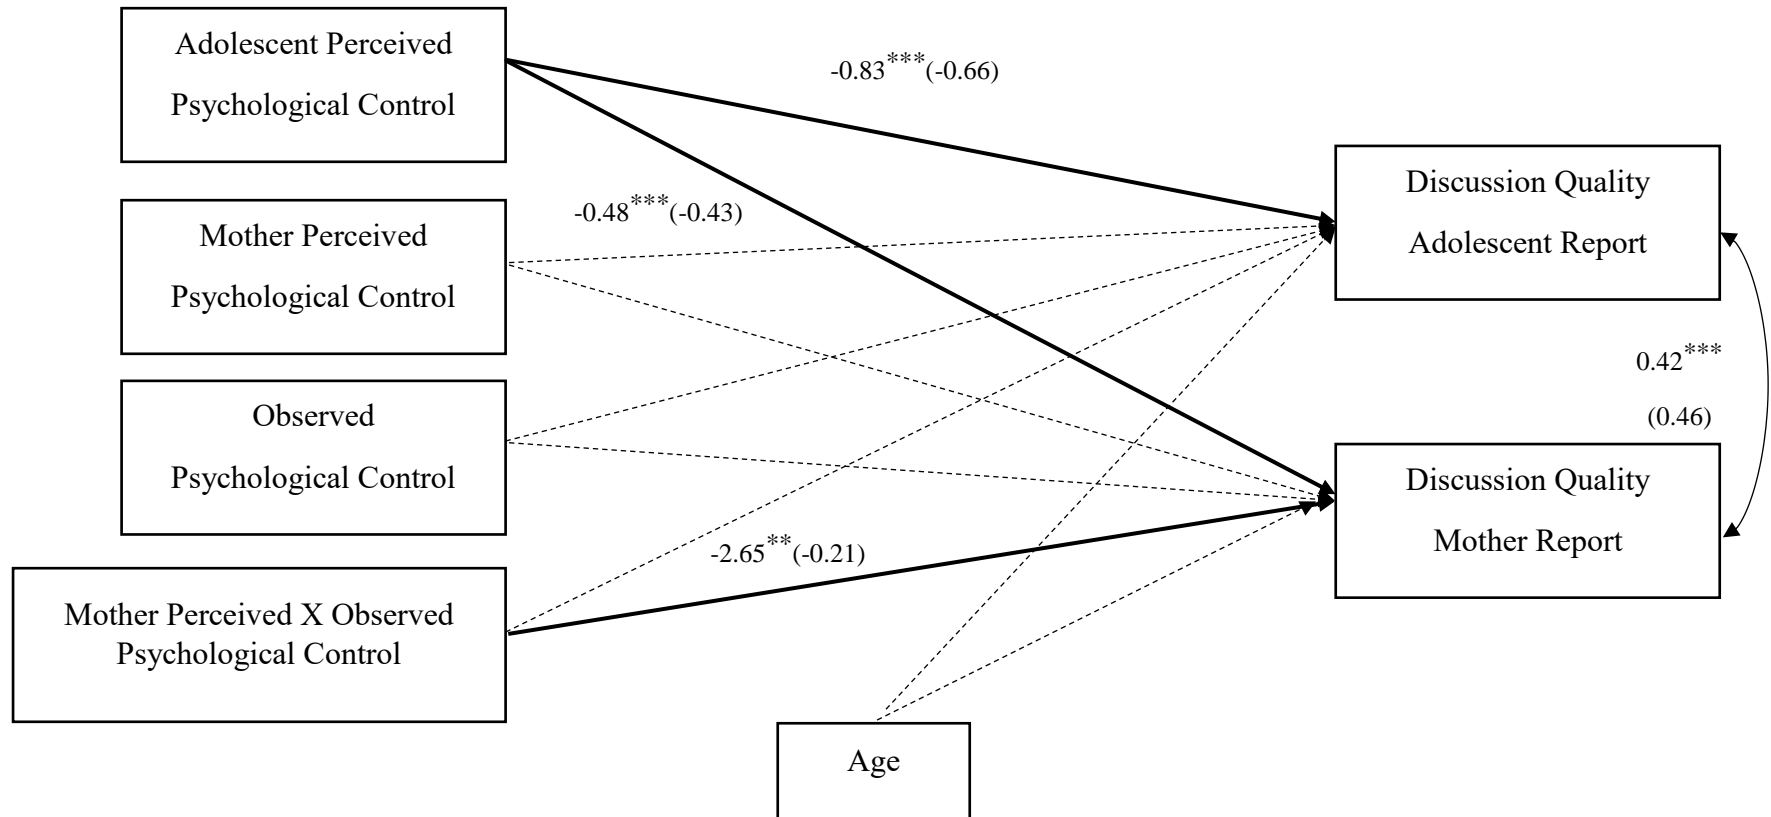 Adolescent Perceived
Psychological Control
-0.83***(-0.66)
Discussion Quality
Adolescent Report
-0.48***(-0.43)
Mother Perceived
Psychological Control
0.42***
(0.46)
Observed
Psychological Control
Discussion Quality
Mother Report
-2.65**(-0.21)
Mother Perceived X Observed
Psychological Control
Age